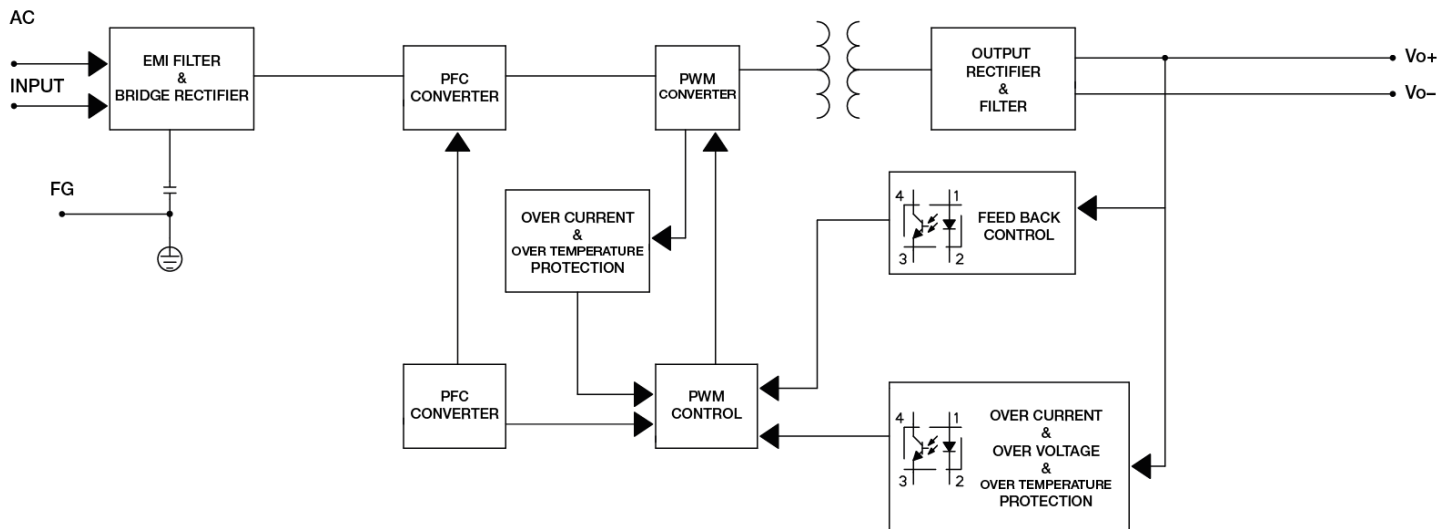 AC
INPUT
EMI FILTER
&
BRIDGE RECTIFIER
PFC
CONVERTER
PWM
CONVERTER
OUTPUT
RECTIFIER
&
FILTER
Vo+
Vo–
FG
OVER CURRENT
&
OVER TEMPERATURE
PROTECTION
4 1
3 2
FEED BACK
CONTROL
PFC
CONVERTER
PWM
CONTROL
4 1
3 2
OVER CURRENT
&
OVER VOLTAGE
&
OVER TEMPERATURE
PROTECTION